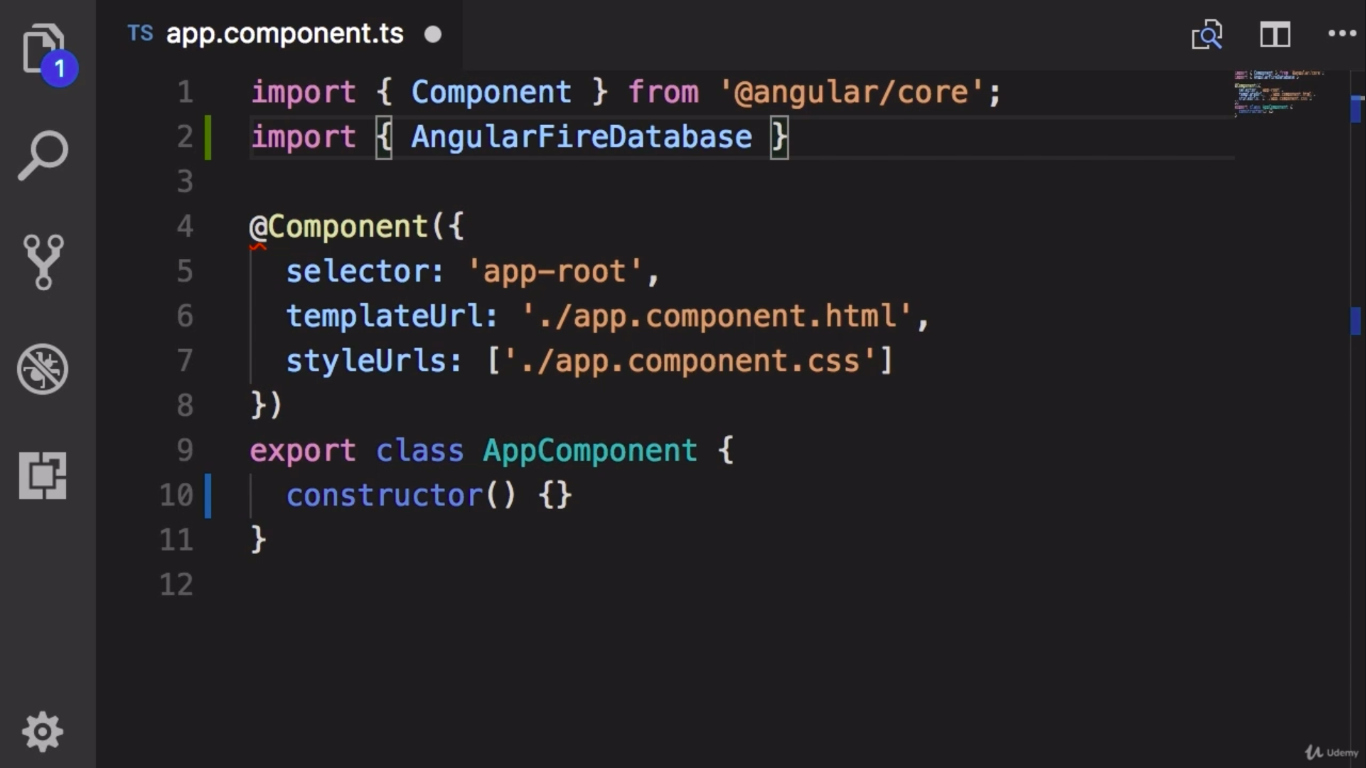 TS app.component.ts
1
1 import { Component } from '@angular/core';
2 import { AngularFireDatabase }
3
4 @Component({
5 selector: 'app-root',
6 templateUrl: './app.component.html',
7 styleUrls: ['./app.component.css']
8 })
9 export class AppComponent {
10 constructor() {}
11 }
12
Udemy